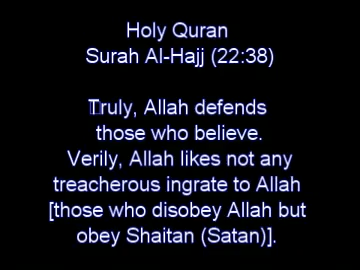 Holy Quran
Surah Al-Hajj (22:38)
Truly, Allah defends
those who believe.
Verily, Allah likes not any
treacherous ingrate to Allah
[those who disobey Allah but
obey Shaitan (Satan)].